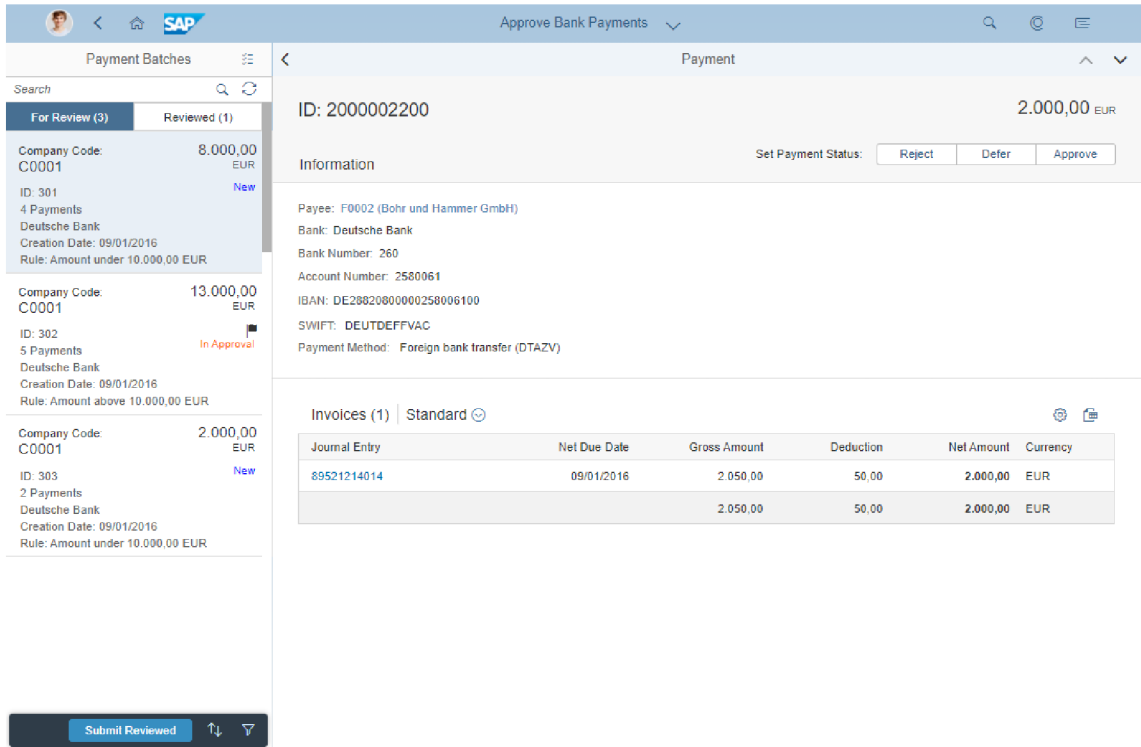 SAP
Approve Bank Payments
Payment Batches
Search
For Review (3)
Reviewed (1)
Company Code: 8.000,00
C0001 EUR
ID: 301 New
4 Payments
Deutsche Bank
Creation Date: 09/01/2016
Rule: Amount under 10.000,00 EUR
Company Code: 13.000,00
C0001 EUR
ID: 302
5 Payments In Approval
Deutsche Bank
Creation Date: 09/01/2016
Rule: Amount above 10.000,00 EUR
Company Code: 2.000,00
C0001 EUR
ID: 303 New
2 Payments
Deutsche Bank
Creation Date: 09/01/2016
Rule: Amount under 10.000,00 EUR
Submit Reviewed
Payment
ID: 2000002200 2.000,00 EUR
Information
Set Payment Status: Reject Defer Approve
Payee: F0002 (Bohr und Hammer GmbH)
Bank: Deutsche Bank
Bank Number: 260
Account Number: 2580061
IBAN: DE28820800000258006100
SWIFT: DEUTDEFFVAC
Payment Method: Foreign bank transfer (DTAZV)
Invoices (1) Standard
Journal Entry Net Due Date Gross Amount Deduction Net Amount Currency
89521214014 09/01/2016 2.050,00 50,00 2.000,00 EUR
2.050,00 50,00 2.000,00 EUR